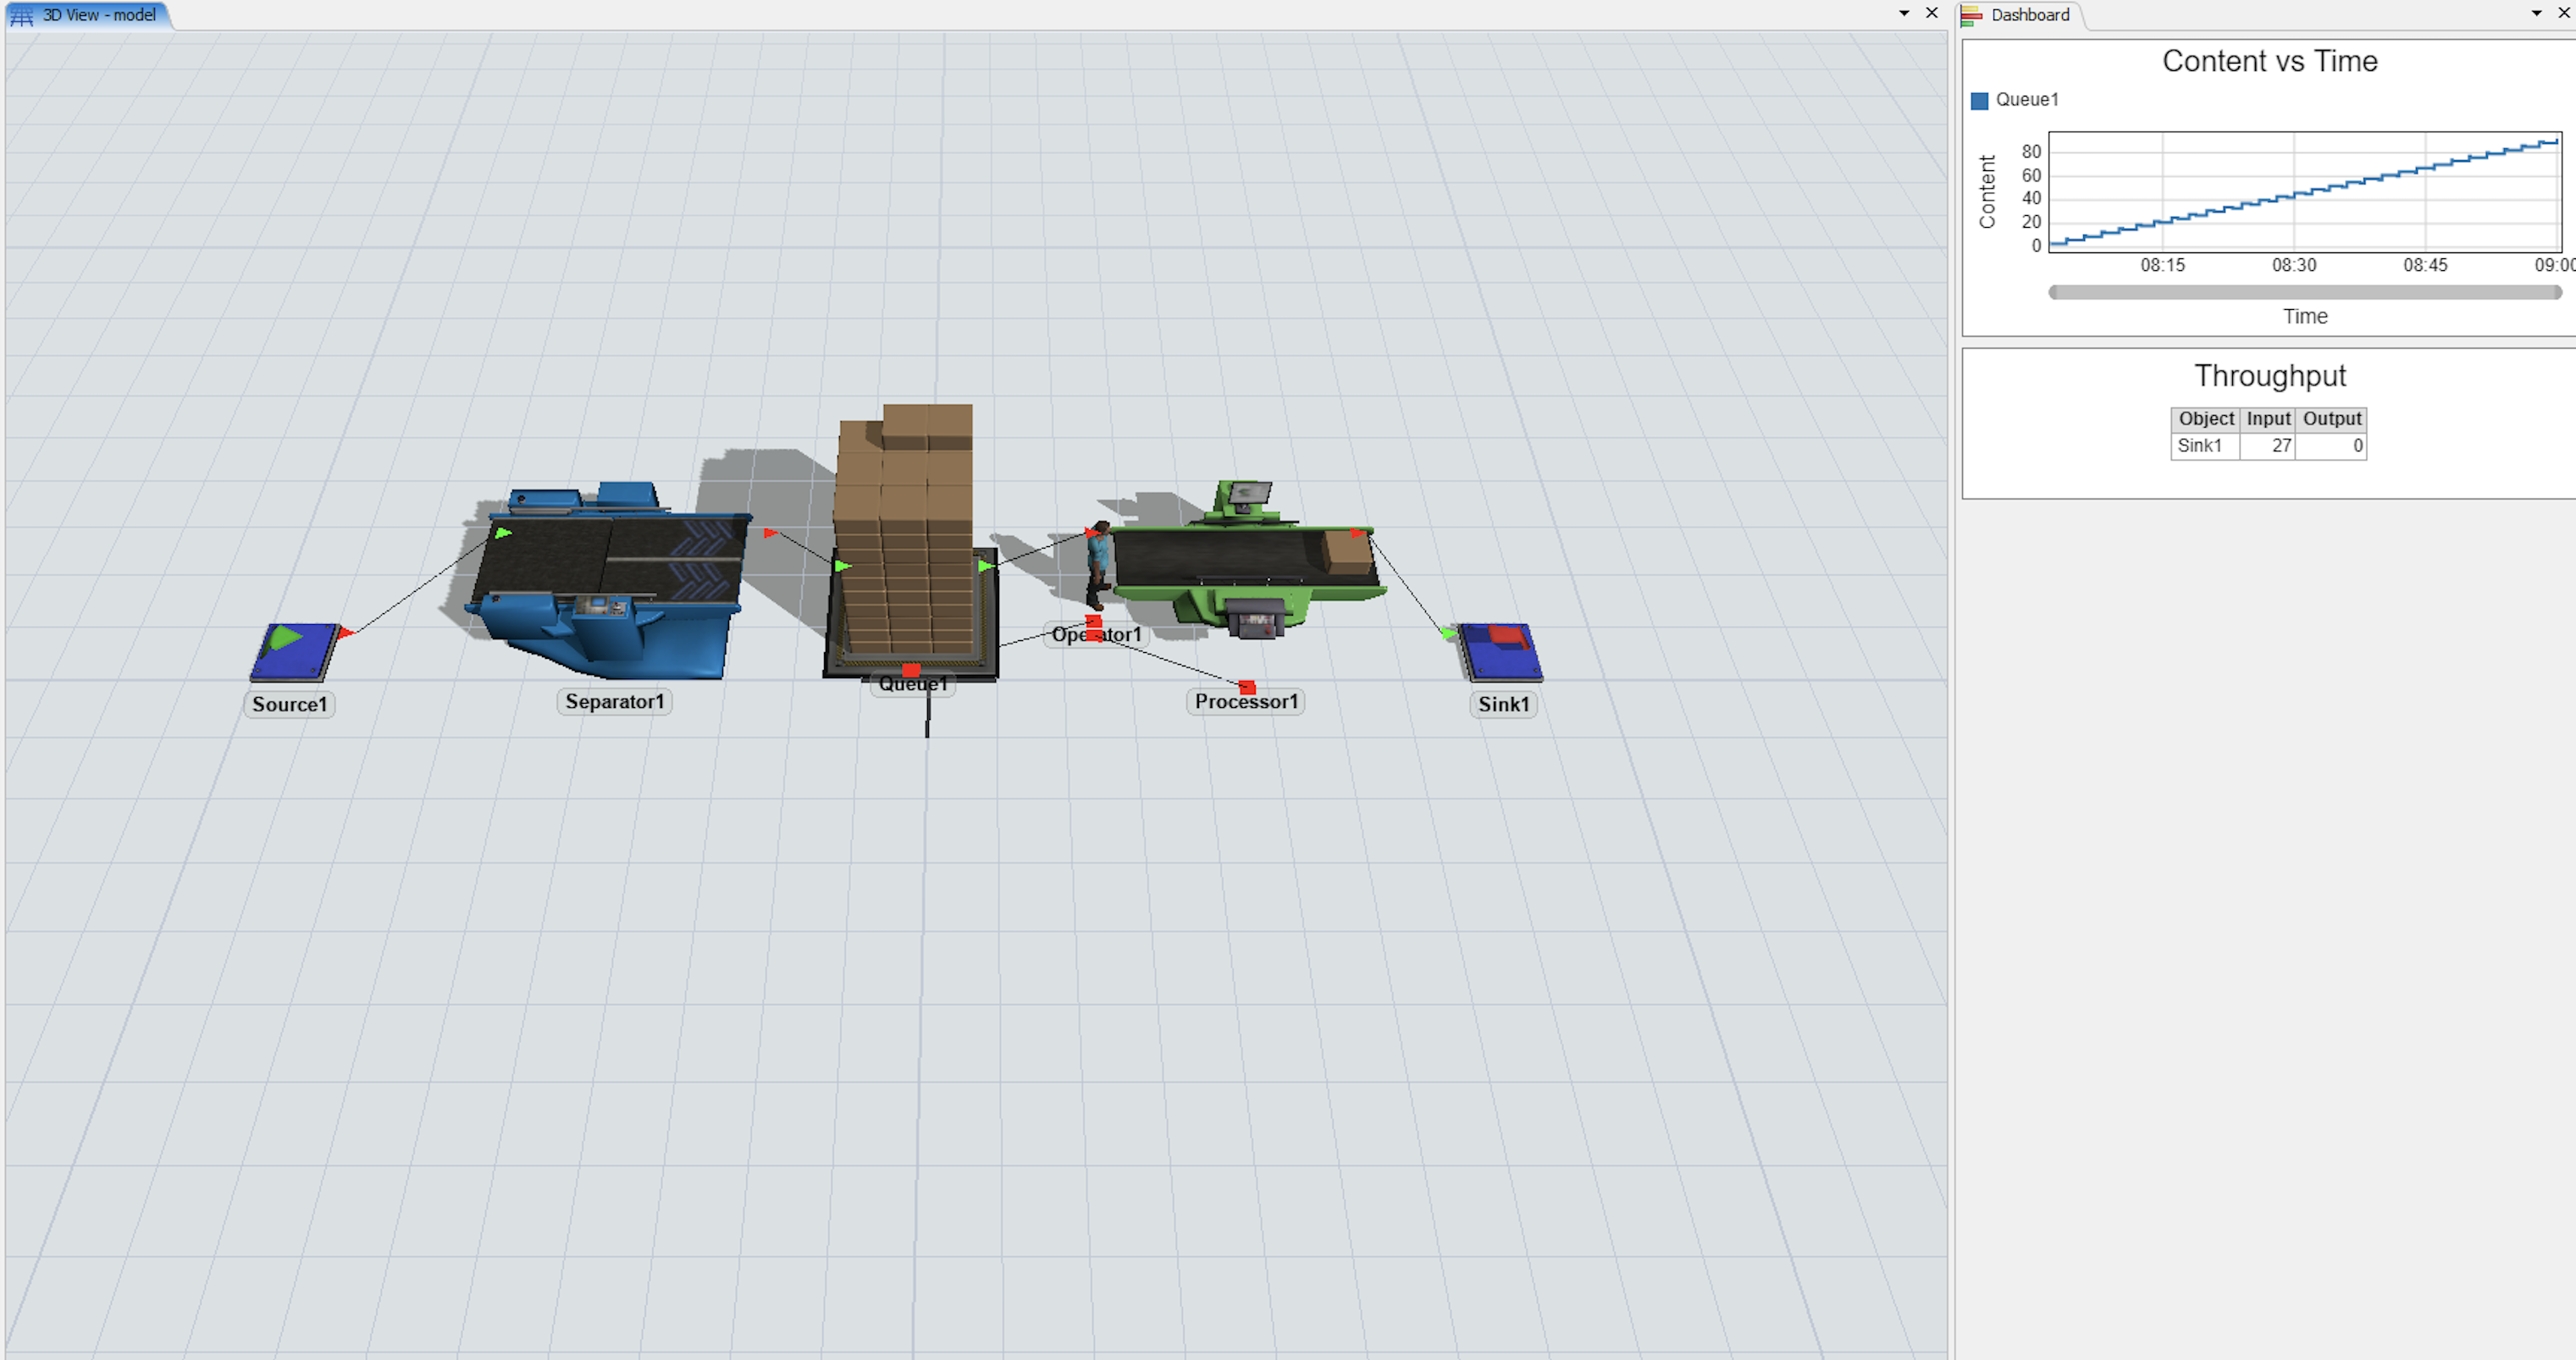 3D View - model
Dashboard
Content vs Time
Queue1
Content
80
60
40
20
0
08:15 08:30 08:45 09:00
Time
Throughput
Object Input Output
Sink1 27 0
Source1
Separator1
Queue1
Operator1
Processor1
Sink1